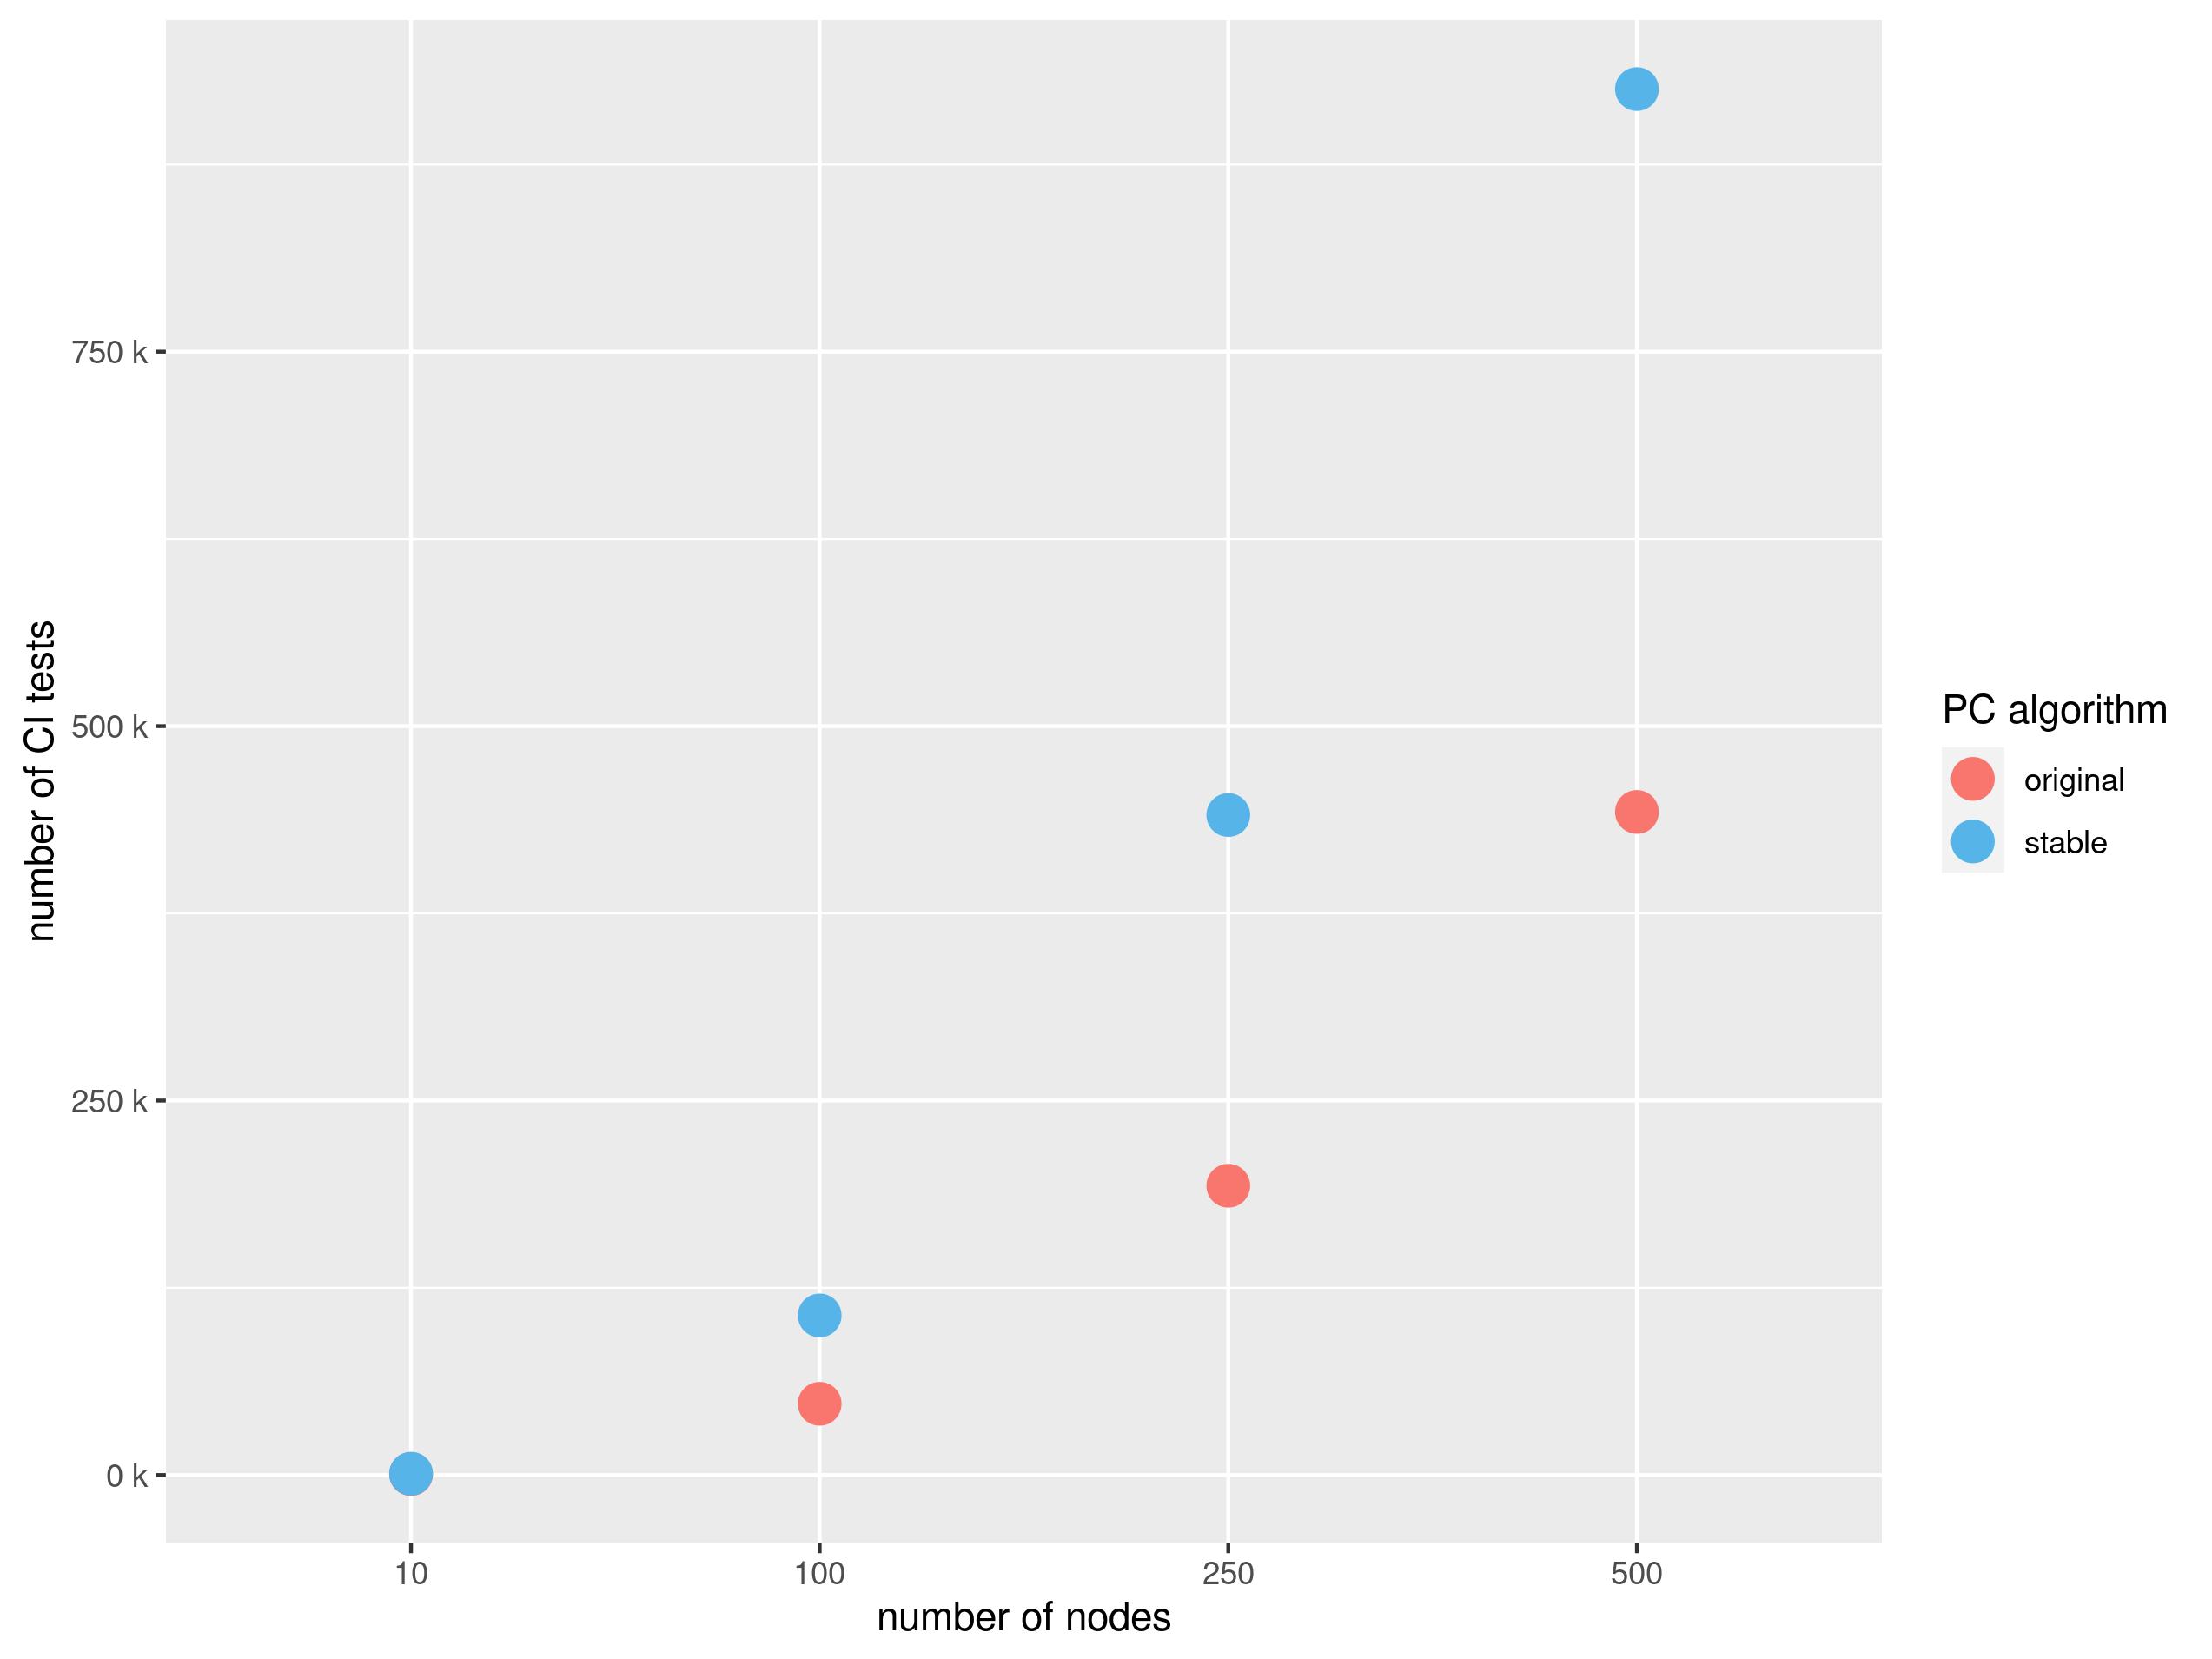 number of CI tests
750 k
500 k
250 k
0 k
10 100 250 500
number of nodes
PC algorithm
original
stable